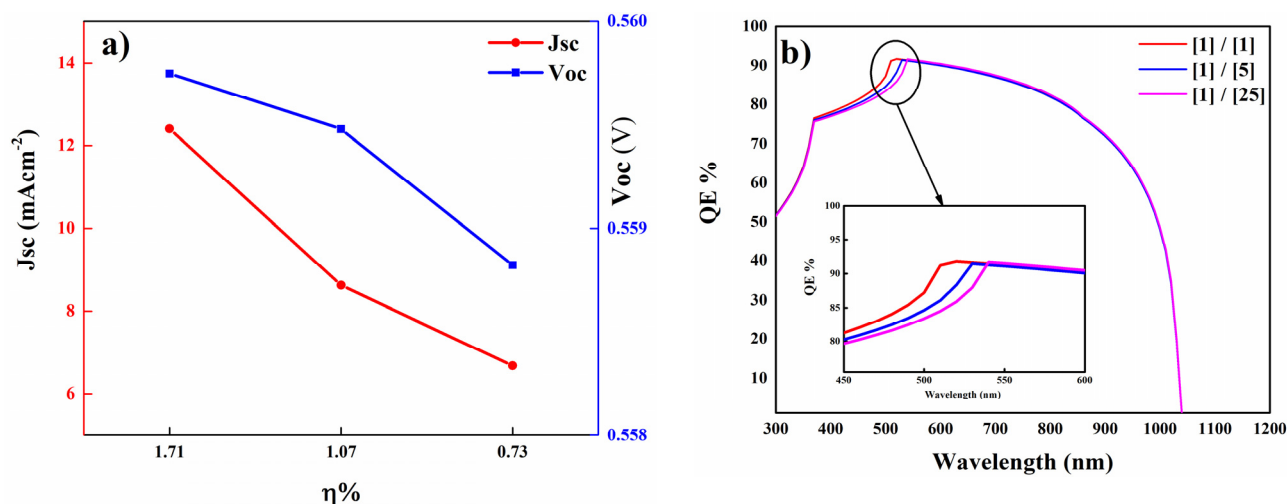 a)
Jsc
Voc
14
12
10
8
6
Jsc (mAcm-2)
0.560
0.559
0.558
Voc (V)
1.71 1.07 0.73
η%
b)
[1] / [1]
[1] / [5]
[1] / [25]
100
90
80
70
60
50
40
30
20
10
QE %
300 400 500 600 700 800 900 1000 1100 1200
Wavelength (nm)
100
95
90
85
80
QE %
450 500 550 600
Wavelength (nm)